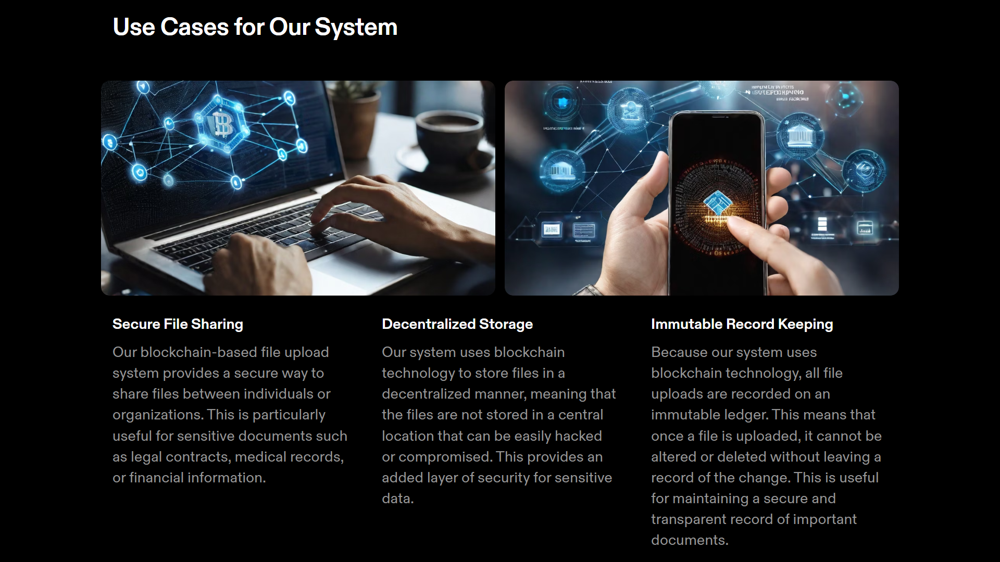 Use Cases for Our System
Secure File Sharing
Our blockchain-based file upload
system provides a secure way to
share files between individuals or
organizations. This is particularly
useful for sensitive documents such
as legal contracts, medical records,
or financial information.
Decentralized Storage
Our system uses blockchain
technology to store files in a
decentralized manner, meaning that
the files are not stored in a central
location that can be easily hacked
or compromised. This provides an
added layer of security for sensitive
data.
Immutable Record Keeping
Because our system uses
blockchain technology, all file
uploads are recorded on an
immutable ledger. This means that
once a file is uploaded, it cannot be
altered or deleted without leaving a
record of the change. This is useful
for maintaining a secure and
transparent record of important
documents.